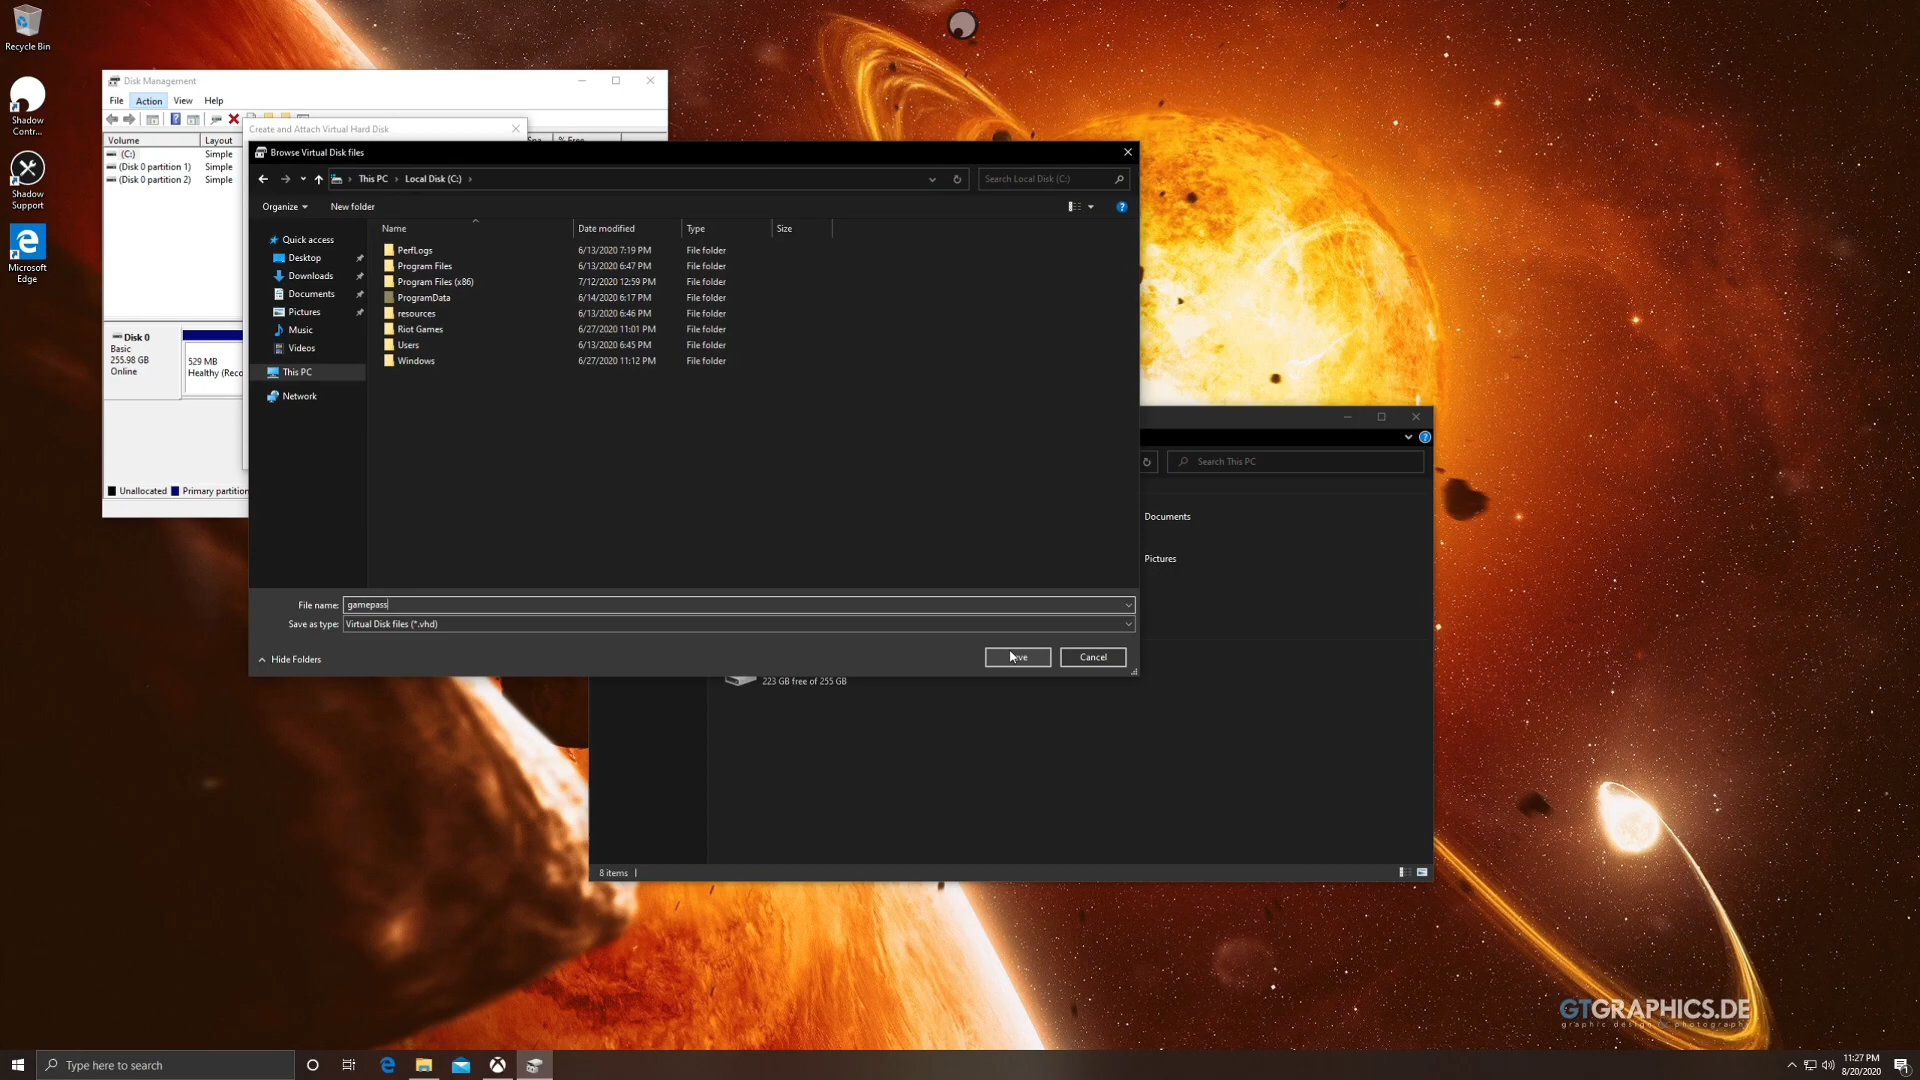 Recycle Bin
Shadow
Contr...
Shadow
Support
Microsoft
Edge
Disk Management
File Action View Help
Volume Layout
(C:) Simple
(Disk 0 partition 1) Simple
(Disk 0 partition 2) Simple
Disk 0
Basic
255.98 GB
Online
529 MB
Healthy (Reco
Unallocated Primary partition
Create and Attach Virtual Hard Disk
Browse Virtual Disk files
This PC Local Disk (C:)
Search Local Disk (C:)
Organize New folder
Quick access
Desktop
Downloads
Documents
Pictures
Music
Videos
This PC
Network
Name Date modified Type Size
PerfLogs 6/13/2020 7:19 PM File folder
Program Files 6/13/2020 6:47 PM File folder
Program Files (x86) 7/12/2020 12:59 PM File folder
ProgramData 6/14/2020 6:17 PM File folder
resources 6/13/2020 6:46 PM File folder
Riot Games 6/27/2020 11:01 PM File folder
Users 6/13/2020 6:45 PM File folder
Windows 6/27/2020 11:12 PM File folder
File name: gamepass
Save as type: Virtual Disk files (*.vhd)
Hide Folders
Cancel
Search This PC
Documents
Pictures
223 GB free of 255 GB
8 items
GTGRAPHICS.DE
Type here to search
11:27 PM
8/20/2020